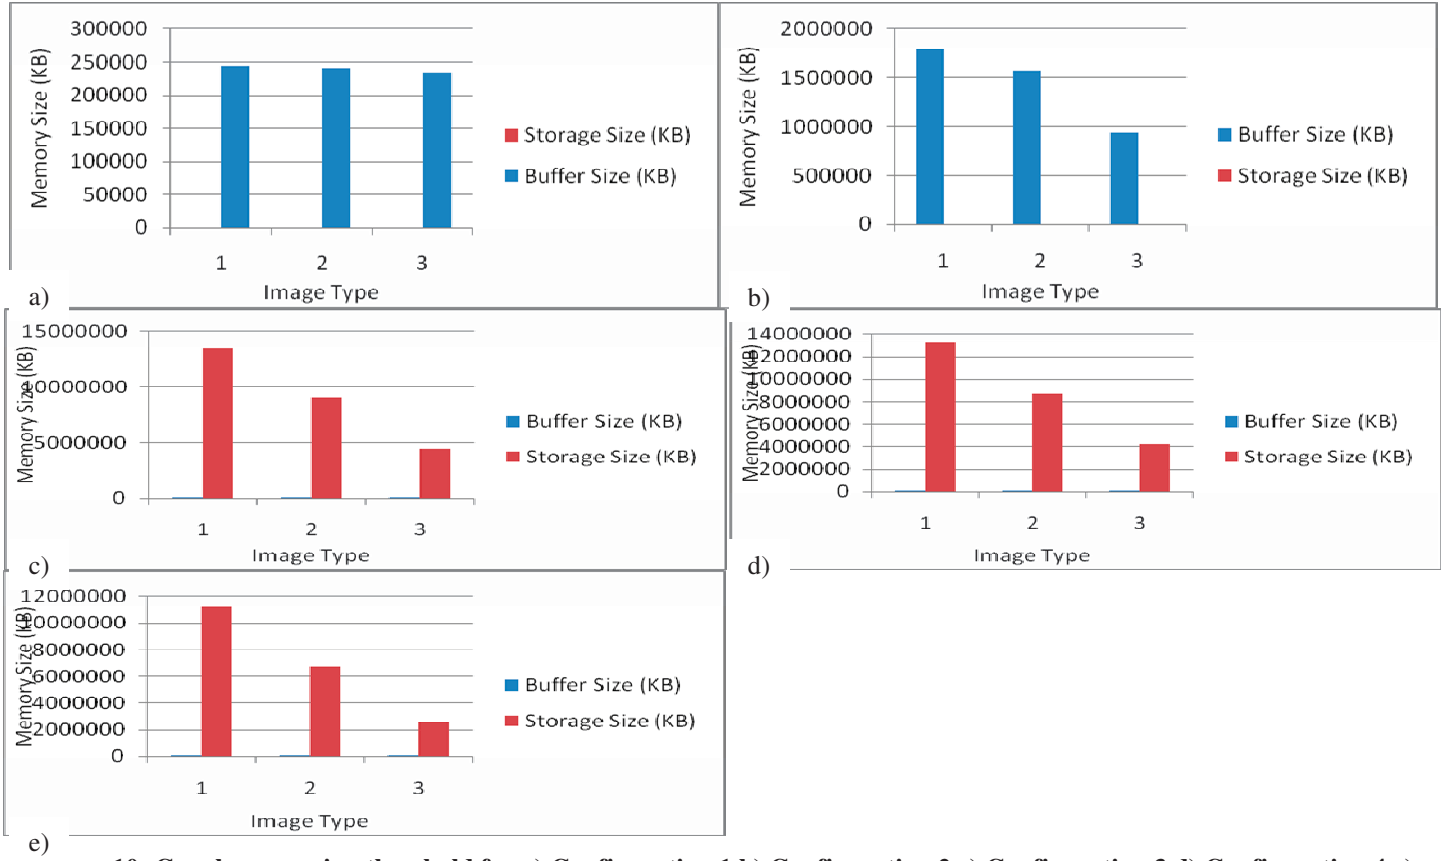 300000
250000
200000
150000
100000
50000
0
Memory Size (KB)
1 2 3
Image Type
Storage Size (KB)
Buffer Size (KB)
a)
2000000
1500000
1000000
500000
0
Memory Size (KB)
1 2 3
Image Type
Buffer Size (KB)
Storage Size (KB)
b)
15000000
10000000
5000000
0
Memory Size (KB)
1 2 3
Image Type
Buffer Size (KB)
Storage Size (KB)
c)
14000000
12000000
10000000
8000000
6000000
4000000
2000000
0
Memory Size (KB)
1 2 3
Image Type
Buffer Size (KB)
Storage Size (KB)
d)
12000000
10000000
8000000
6000000
4000000
2000000
0
Memory Size (KB)
1 2 3
Image Type
Buffer Size (KB)
Storage Size (KB)
e)